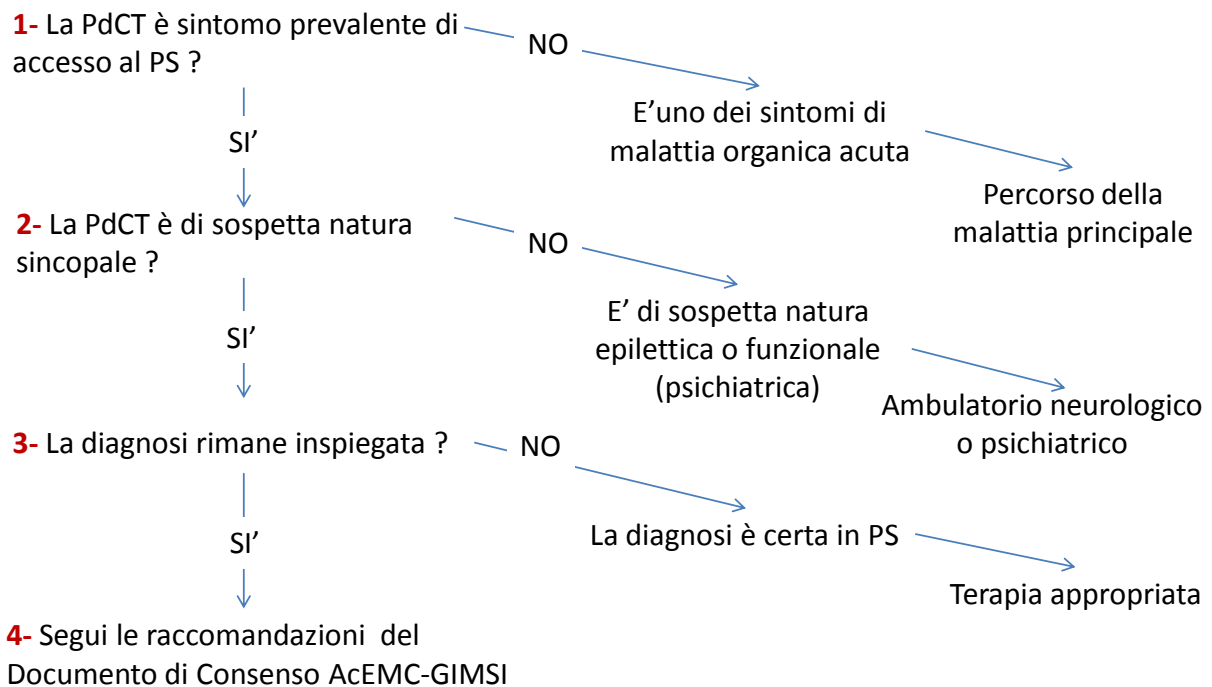 1- La PdCT è sintomo prevalente di
accesso al PS ?
NO
E'uno dei sintomi di
malattia organica acuta
Percorso della
malattia principale
SI'
2- La PdCT è di sospetta natura
sincopale ?
NO
E' di sospetta natura
epilettica o funzionale
(psichiatrica)
Ambulatorio neurologico
o psichiatrico
SI'
3- La diagnosi rimane inspiegata ?
NO
La diagnosi è certa in PS
Terapia appropriata
SI'
4- Segui le raccomandazioni del
Documento di Consenso AcEMC-GIMSI